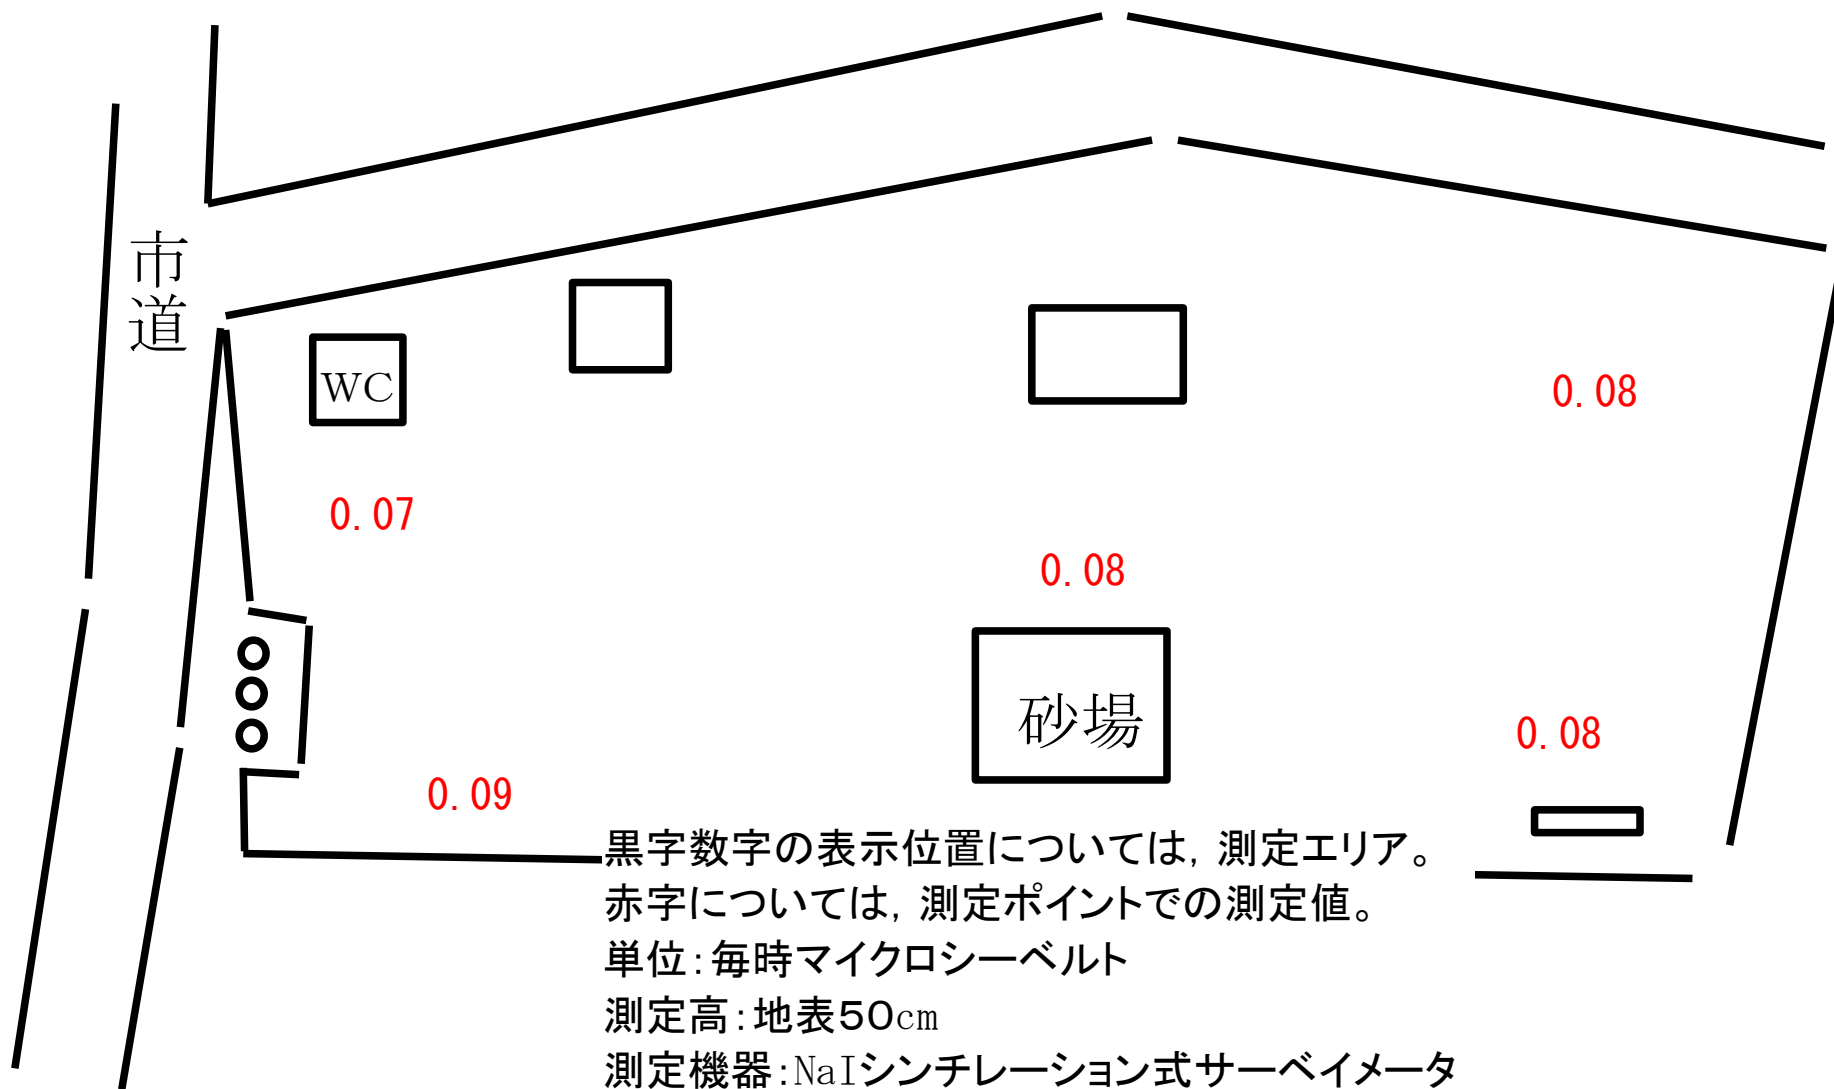 市道
WC
0.08
0.07
0.08
砂場
0.08
0.09
黒字数字の表示位置については,測定エリア。
赤字については,測定ポイントでの測定値。
単位:毎時マイクロシーベルト
測定高:地表50cm
測定機器:NaIシンチレーション式サーベイメータ